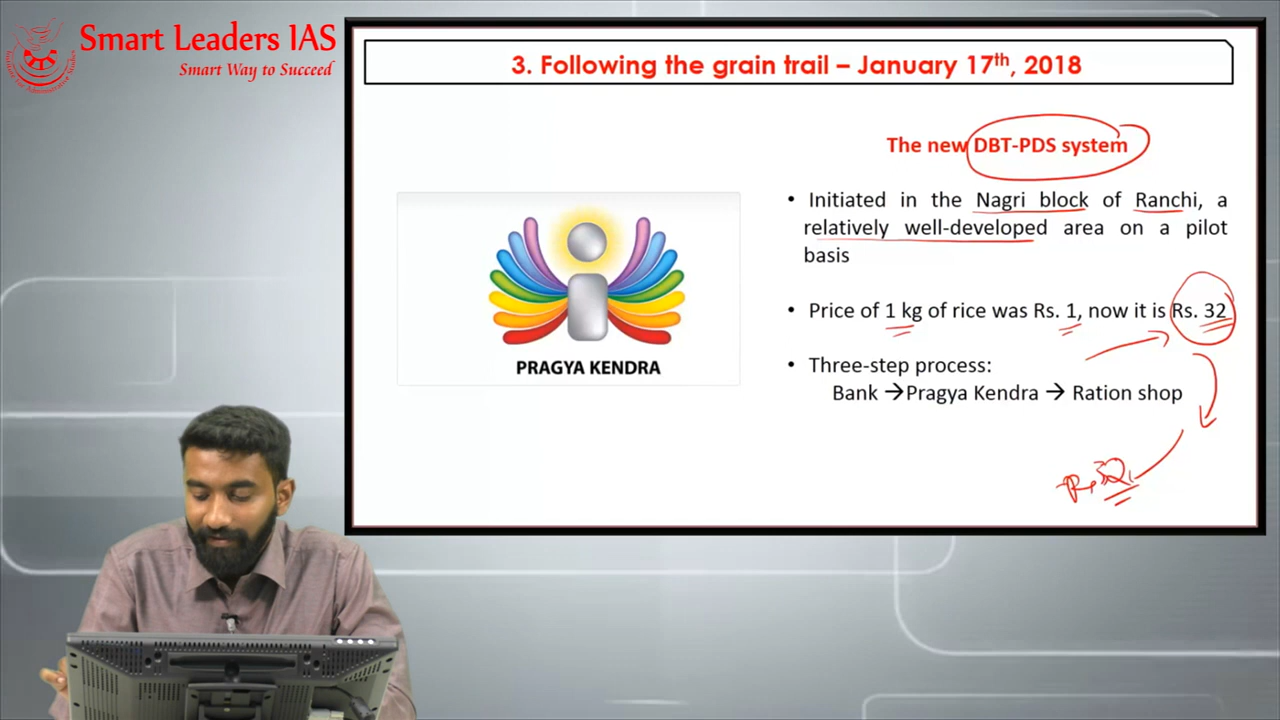 Smart Leaders IAS
Smart Way to Succeed
3. Following the grain trail – January 17th, 2018
The new DBT-PDS system
• Initiated in the Nagri block of Ranchi, a
relatively well-developed area on a pilot
basis
• Price of 1 kg of rice was Rs. 1, now it is Rs. 32
• Three-step process:
Bank →Pragya Kendra → Ration shop
PRAGYA KENDRA